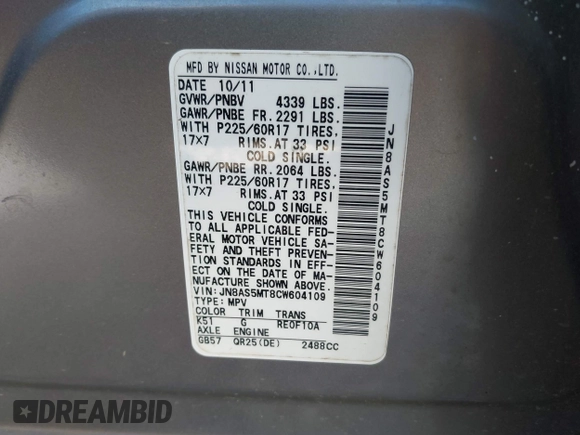 MFD BY NISSAN MOTOR CO.,LTD.
DATE 10/11
GVWR/PNBV 4339 LBS.
GAWR/PNBE FR. 2291 LBS.
WITH P225/60R17 TIRES,
17×7 RIMS.AT 33 PSI
COLD SINGLE.
GAWR/PNBE RR. 2064 LBS.
WITH P225/60R17 TIRES,
17×7 RIMS.AT 33 PSI
COLD SINGLE.
THIS VEHICLE CONFORMS
TO ALL APPLICABLE FED-
ERAL MOTOR VEHICLE SA-
FETY AND THEFT PREVEN-
TION STANDARDS IN EFF-
ECT ON THE DATE OF MA-
NUFACTURE SHOWN ABOVE.
VIN:JN8AS5MT8CW604109
TYPE:MPV
COLOR TRIM TRANS
K51 G RE0F10A
AXLE ENGINE
GB57 QR25(DE) 2488CC
JN8AS5MT8CW604109
DREAMBID